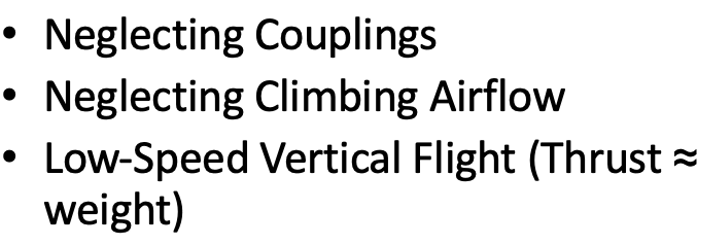 • Neglecting Couplings
• Neglecting Climbing Airflow
• Low-Speed Vertical Flight (Thrust ≈
weight)